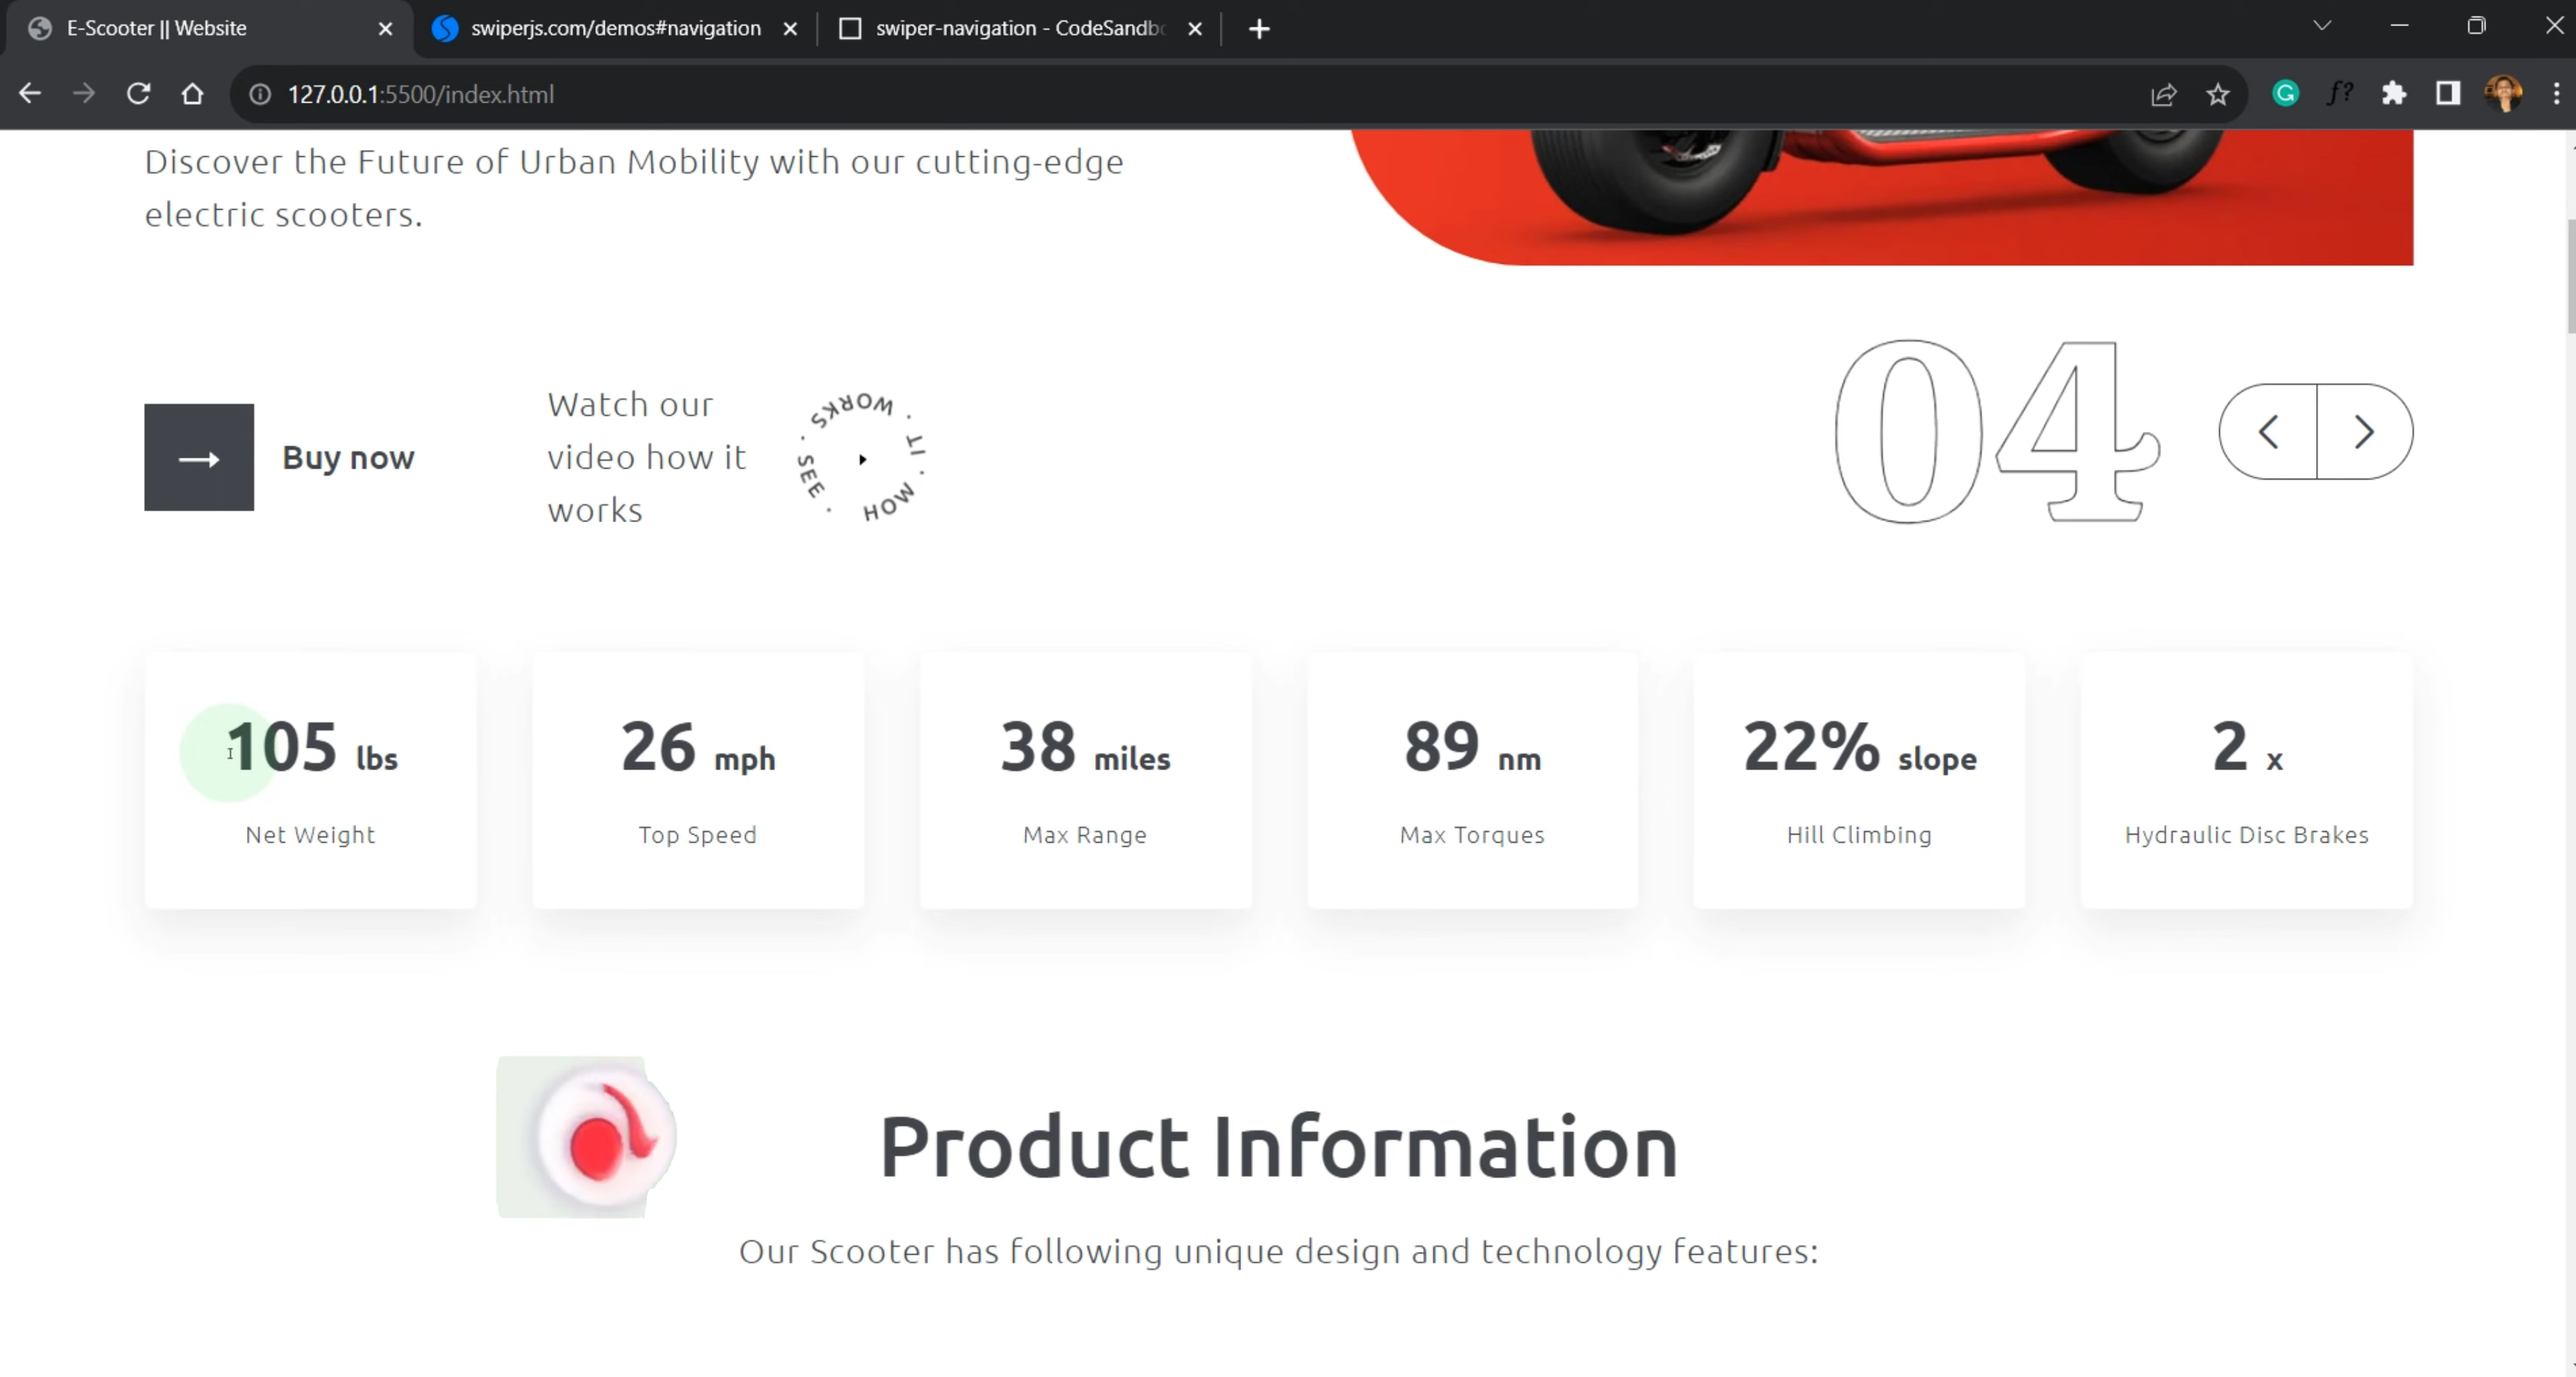 E-Scooter || Website
swiperjs.com/demos#navigation
swiper-navigation - CodeSandb
127.0.0.1:5500/index.html
f?
Discover the Future of Urban Mobility with our cutting-edge
electric scooters.
Buy now
Watch our
video how it
works
SEE · HOW · IT · WORKS ·
04
105 lbs
Net Weight
26 mph
Top Speed
38 miles
Max Range
89 nm
Max Torques
22% slope
Hill Climbing
2 x
Hydraulic Disc Brakes
Product Information
Our Scooter has following unique design and technology features: